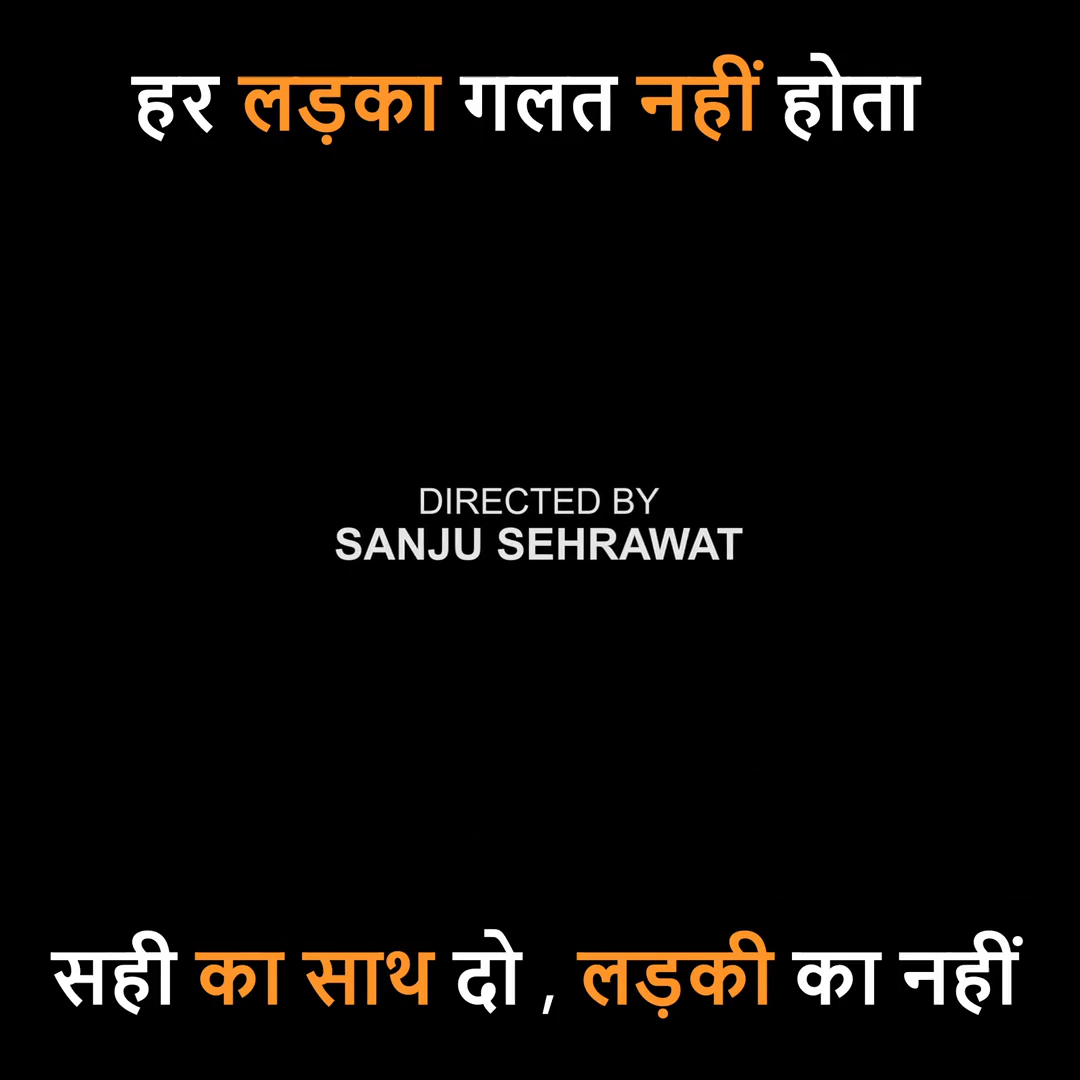 हर लड़का गलत नहीं होता
DIRECTED BY
SANJU SEHRAWAT
सही का साथ दो , लड़की का नहीं